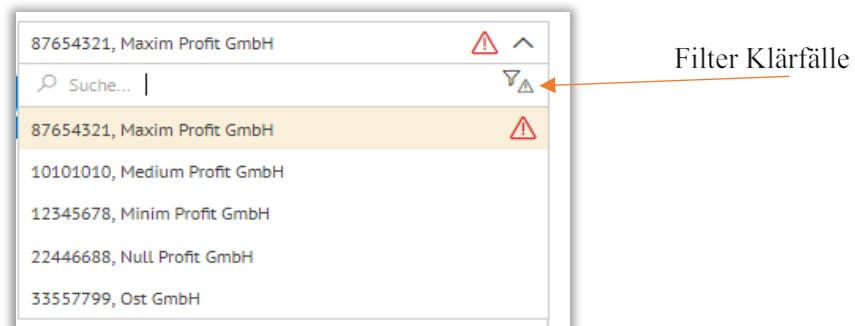 87654321, Maxim Profit GmbH
Filter Klärfälle
Suche...
87654321, Maxim Profit GmbH
10101010, Medium Profit GmbH
12345678, Minim Profit GmbH
22446688, Null Profit GmbH
33557799, Ost GmbH